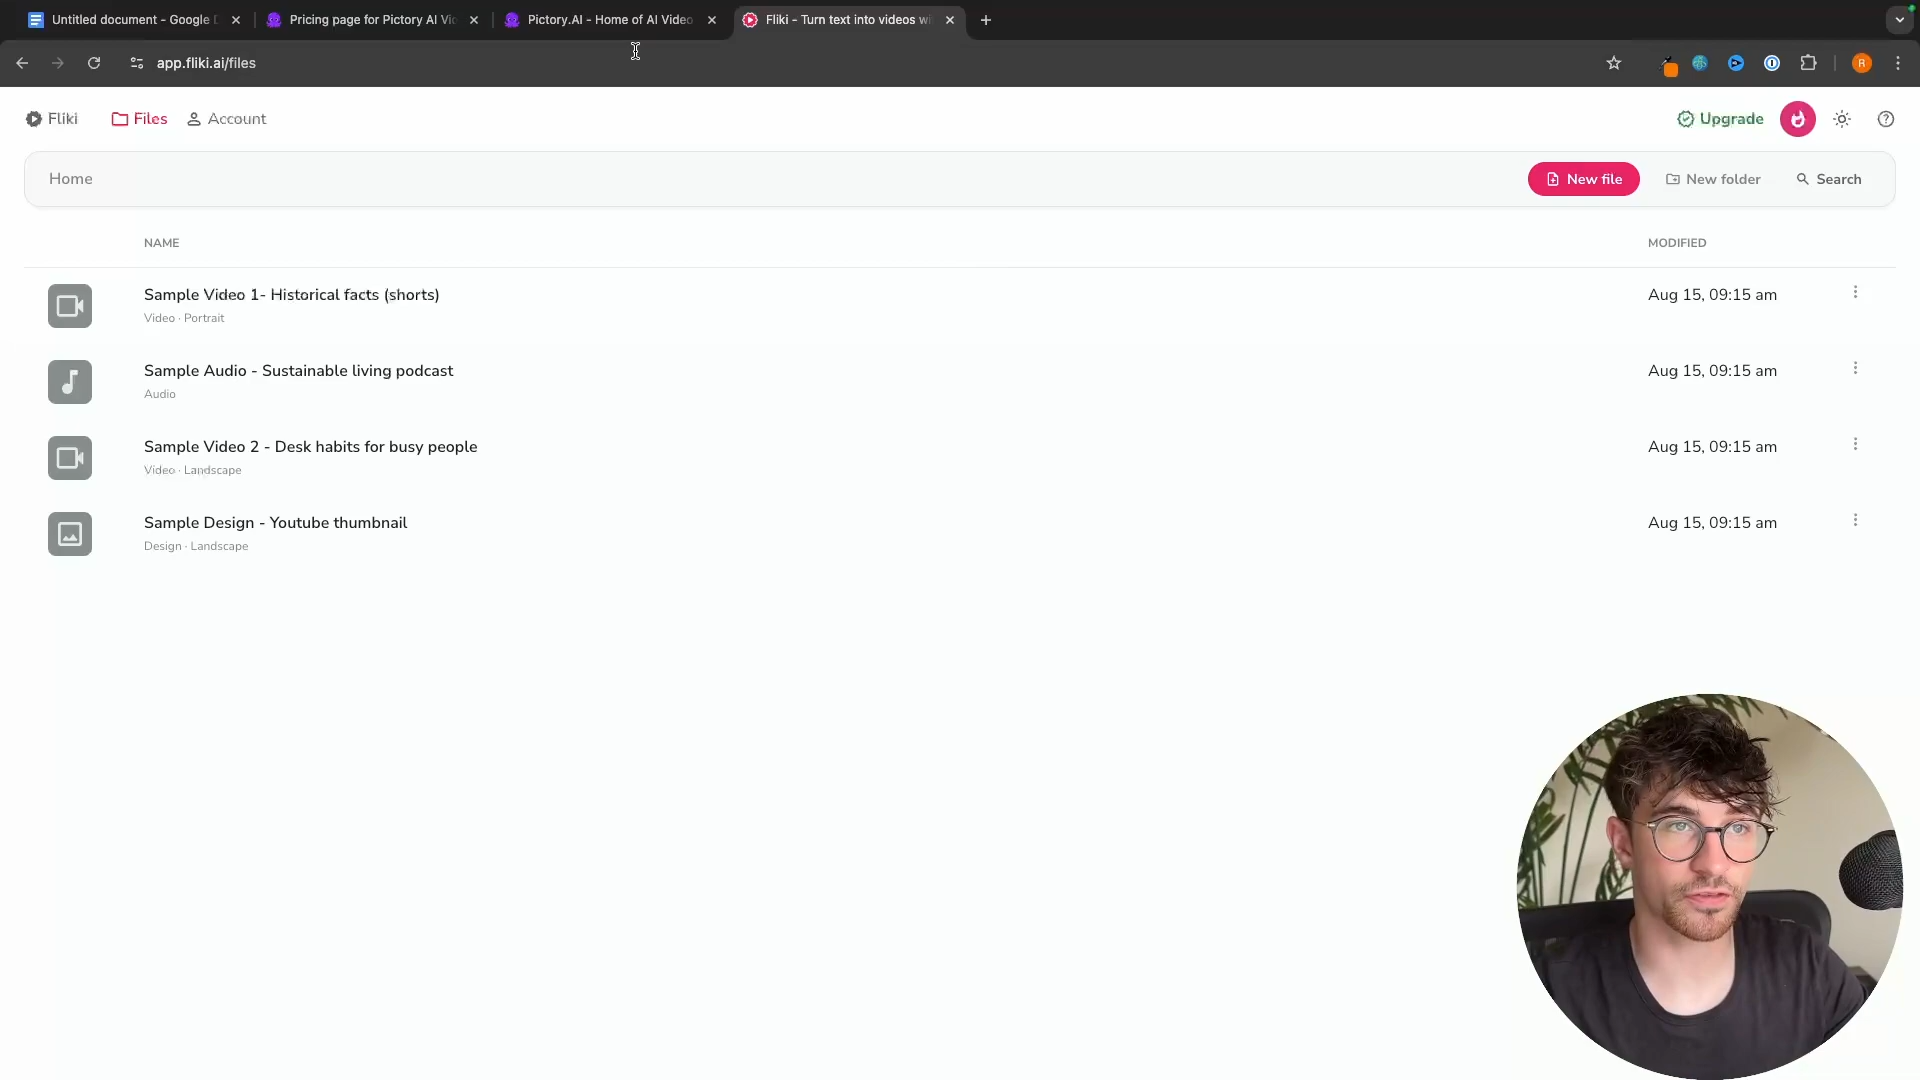 Untitled document - Google D
Pricing page for Pictory AI Vid
Pictory.AI - Home of AI Video
Fliki - Turn text into videos wi
app.fliki.ai/files
R
Fliki
Files
Account
Upgrade
Home
New file
New folder
Search
NAME
MODIFIED
Sample Video 1- Historical facts (shorts)
Video · Portrait
Aug 15, 09:15 am
Sample Audio - Sustainable living podcast
Audio
Aug 15, 09:15 am
Sample Video 2 - Desk habits for busy people
Video · Landscape
Aug 15, 09:15 am
Sample Design - Youtube thumbnail
Design · Landscape
Aug 15, 09:15 am